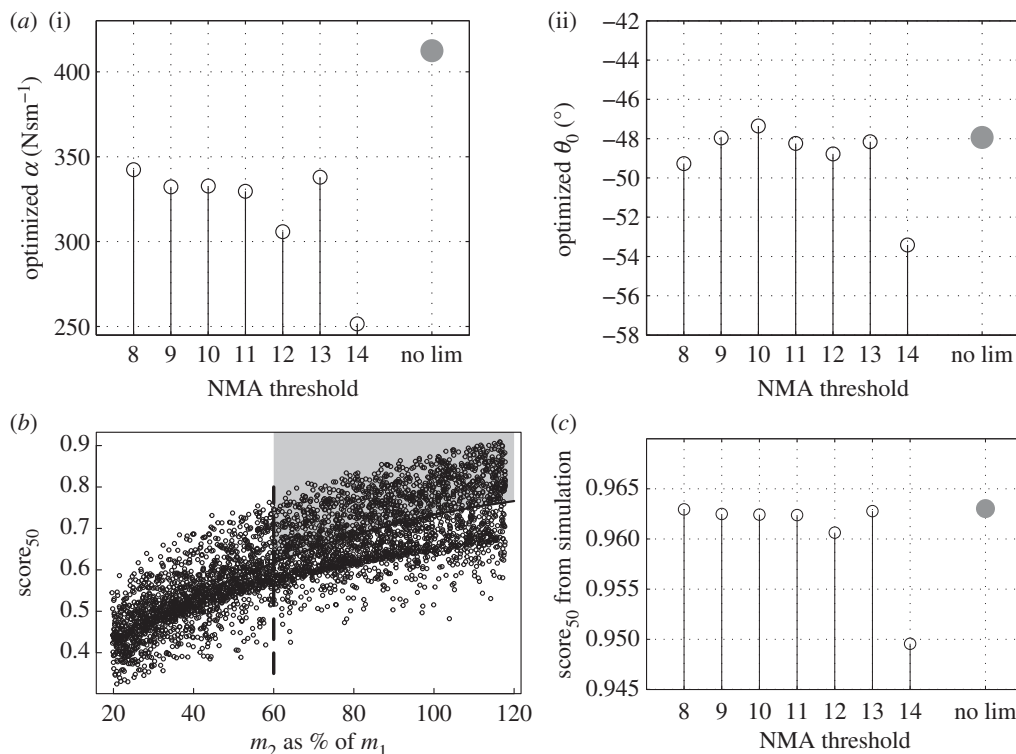 (a) (i)
optimized α (Nsm⁻¹)
400
350
300
250
8 9 10 11 12 13 14 no lim
NMA threshold
(ii)
optimized θ₀ (°)
−42
−44
−46
−48
−50
−52
−54
−56
−58
8 9 10 11 12 13 14 no lim
NMA threshold
(b)
score₅₀
0.9
0.8
0.7
0.6
0.5
0.4
20 40 60 80 100 120
m₂ as % of m₁
(c)
score₅₀ from simulation
0.965
0.960
0.955
0.950
0.945
8 9 10 11 12 13 14 no lim
NMA threshold